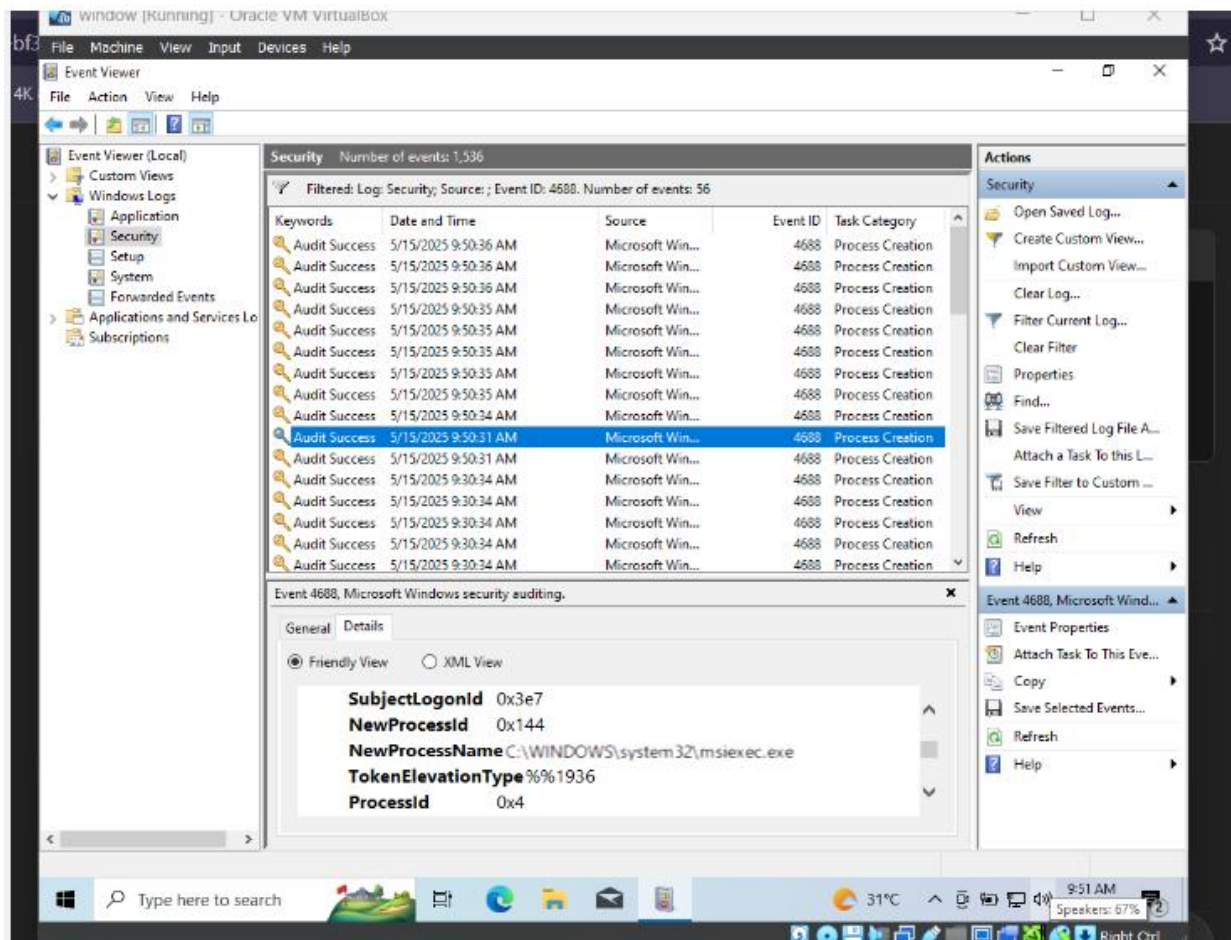 window [Running] - Oracle VM VirtualBox
File Machine View Input Devices Help
Event Viewer
File Action View Help
Event Viewer (Local)
Custom Views
Windows Logs
Application
Security
Setup
System
Forwarded Events
Applications and Services Lo
Subscriptions
Security Number of events: 1,536
Filtered: Log: Security; Source: ; Event ID: 4688. Number of events: 56
Keywords Date and Time Source Event ID Task Category
Audit Success 5/15/2025 9:50:36 AM Microsoft Win... 4688 Process Creation
Audit Success 5/15/2025 9:50:36 AM Microsoft Win... 4688 Process Creation
Audit Success 5/15/2025 9:50:36 AM Microsoft Win... 4688 Process Creation
Audit Success 5/15/2025 9:50:35 AM Microsoft Win... 4688 Process Creation
Audit Success 5/15/2025 9:50:35 AM Microsoft Win... 4688 Process Creation
Audit Success 5/15/2025 9:50:35 AM Microsoft Win... 4688 Process Creation
Audit Success 5/15/2025 9:50:35 AM Microsoft Win... 4688 Process Creation
Audit Success 5/15/2025 9:50:35 AM Microsoft Win... 4688 Process Creation
Audit Success 5/15/2025 9:50:34 AM Microsoft Win... 4688 Process Creation
Audit Success 5/15/2025 9:50:31 AM Microsoft Win... 4688 Process Creation
Audit Success 5/15/2025 9:50:31 AM Microsoft Win... 4688 Process Creation
Audit Success 5/15/2025 9:30:34 AM Microsoft Win... 4688 Process Creation
Audit Success 5/15/2025 9:30:34 AM Microsoft Win... 4688 Process Creation
Audit Success 5/15/2025 9:30:34 AM Microsoft Win... 4688 Process Creation
Audit Success 5/15/2025 9:30:34 AM Microsoft Win... 4688 Process Creation
Audit Success 5/15/2025 9:30:34 AM Microsoft Win... 4688 Process Creation
Event 4688, Microsoft Windows security auditing.
General Details
Friendly View XML View
SubjectLogonId 0x3e7
NewProcessId 0x144
NewProcessName C:\WINDOWS\system32\msiexec.exe
TokenElevationType %%1936
ProcessId 0x4
Actions
Security
Open Saved Log...
Create Custom View...
Import Custom View...
Clear Log...
Filter Current Log...
Clear Filter
Properties
Find...
Save Filtered Log File A...
Attach a Task To this L...
Save Filter to Custom ...
View
Refresh
Help
Event 4688, Microsoft Wind...
Event Properties
Attach Task To This Eve...
Copy
Save Selected Events...
Refresh
Help
bf3
4K
Type here to search
31°C
9:51 AM
Speakers: 67%
2
Right Ctrl